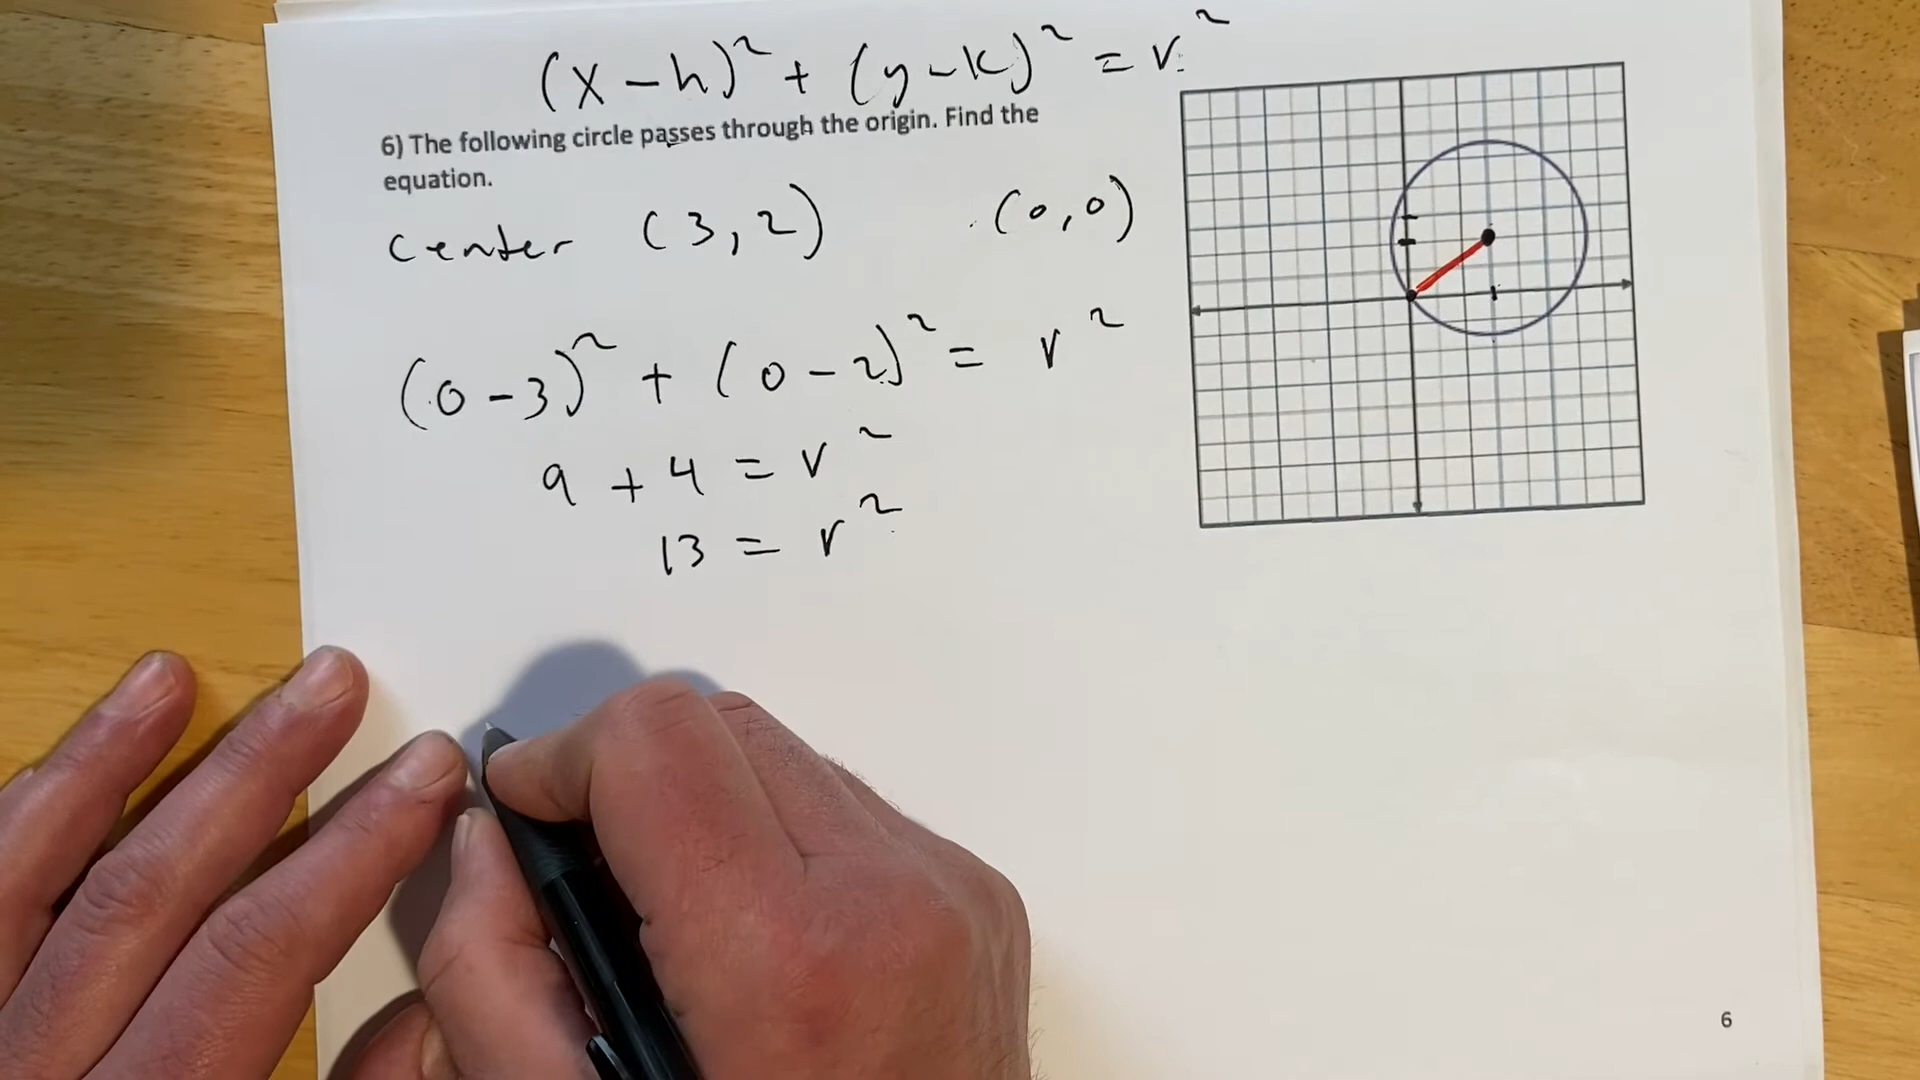 (x-h)² + (y-k)² = r²
6) The following circle passes through the origin. Find the
equation.
center (3,2) (0,0)
(0-3)² + (0-2)² = r²
9 + 4 = r²
13 = r²
6